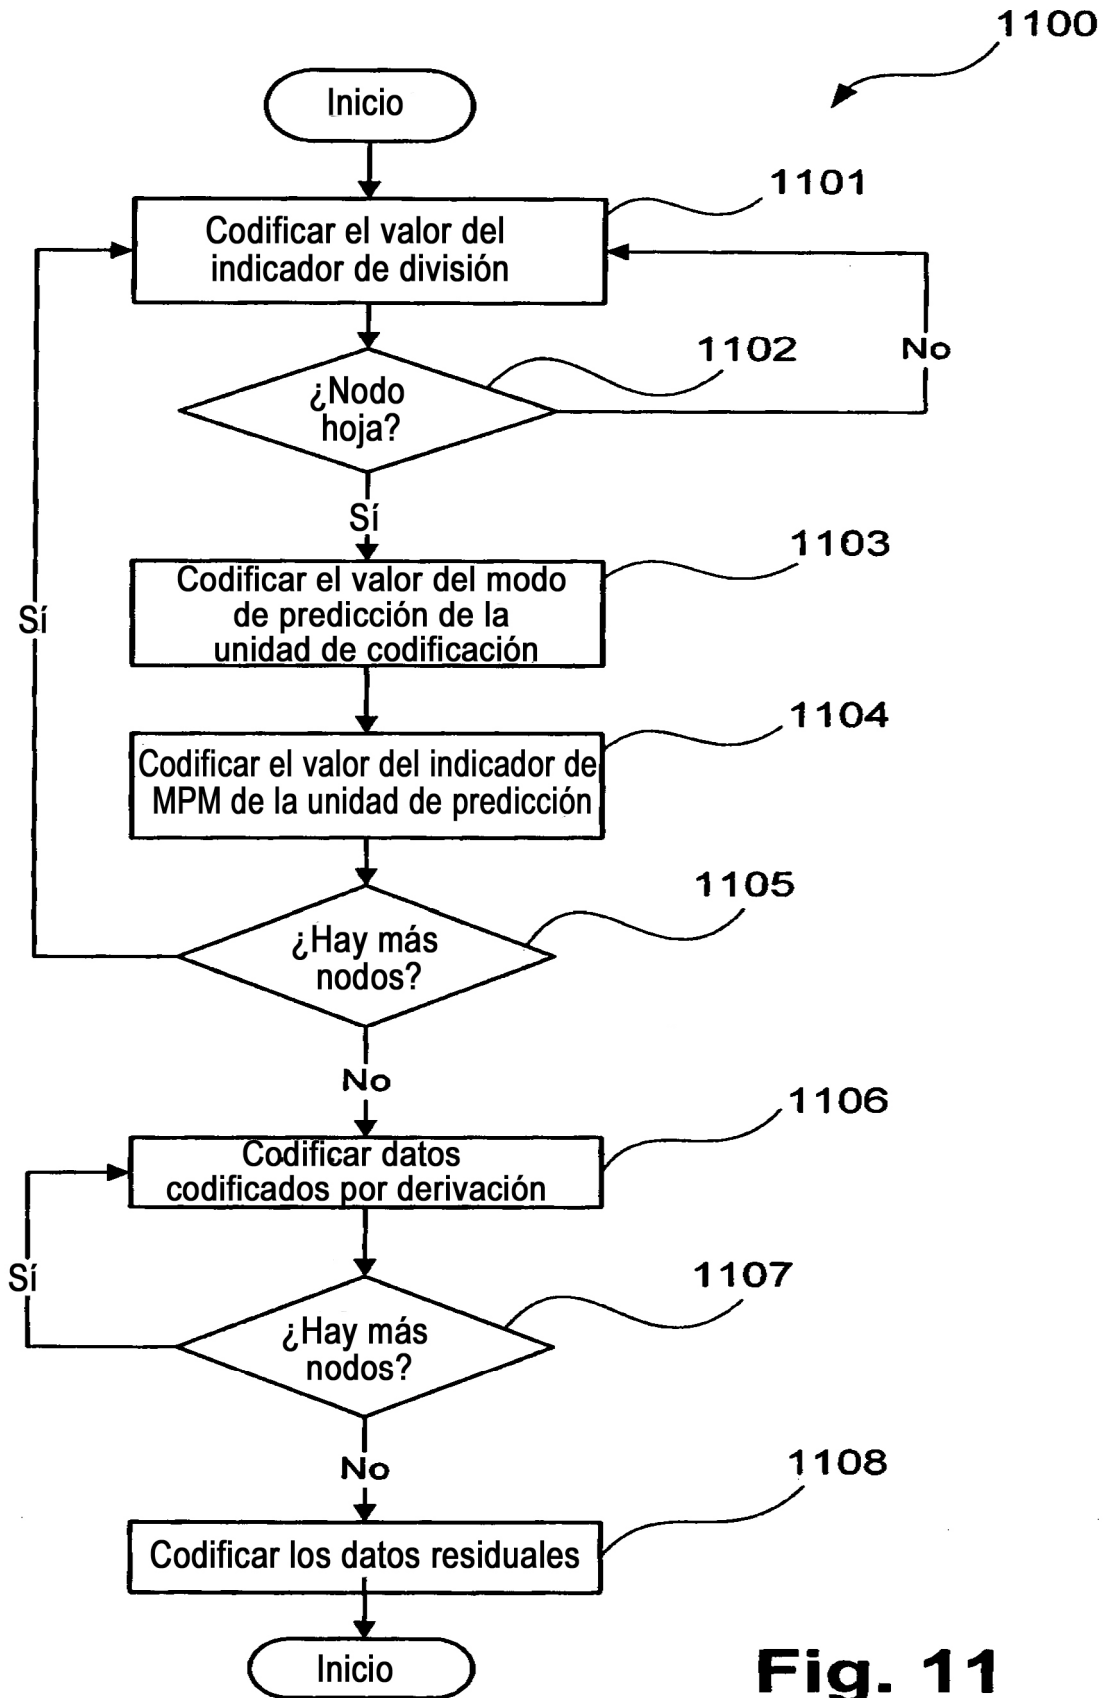 1100
Inicio
1101
Codificar el valor del
indicador de división
1102
No
¿Nodo
hoja?
Sí
1103
Codificar el valor del modo
de predicción de la
unidad de codificación
Sí
1104
Codificar el valor del indicador de
MPM de la unidad de predicción
1105
¿Hay más
nodos?
No
1106
Codificar datos
codificados por derivación
Sí
1107
¿Hay más
nodos?
No
1108
Codificar los datos residuales
Inicio
Fig. 11